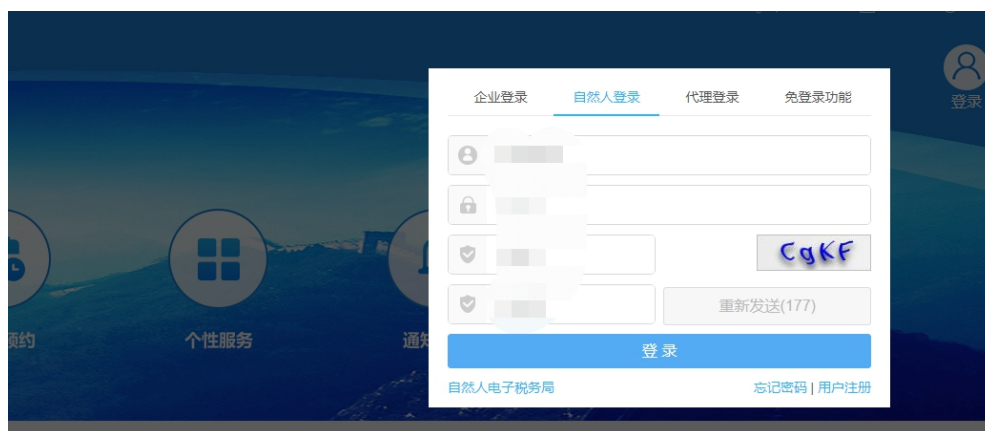 企业登录 自然人登录 代理登录 免登录功能
登录
CgKF
重新发送(177)
预约 个性服务 通知
登 录
自然人电子税务局 忘记密码 | 用户注册